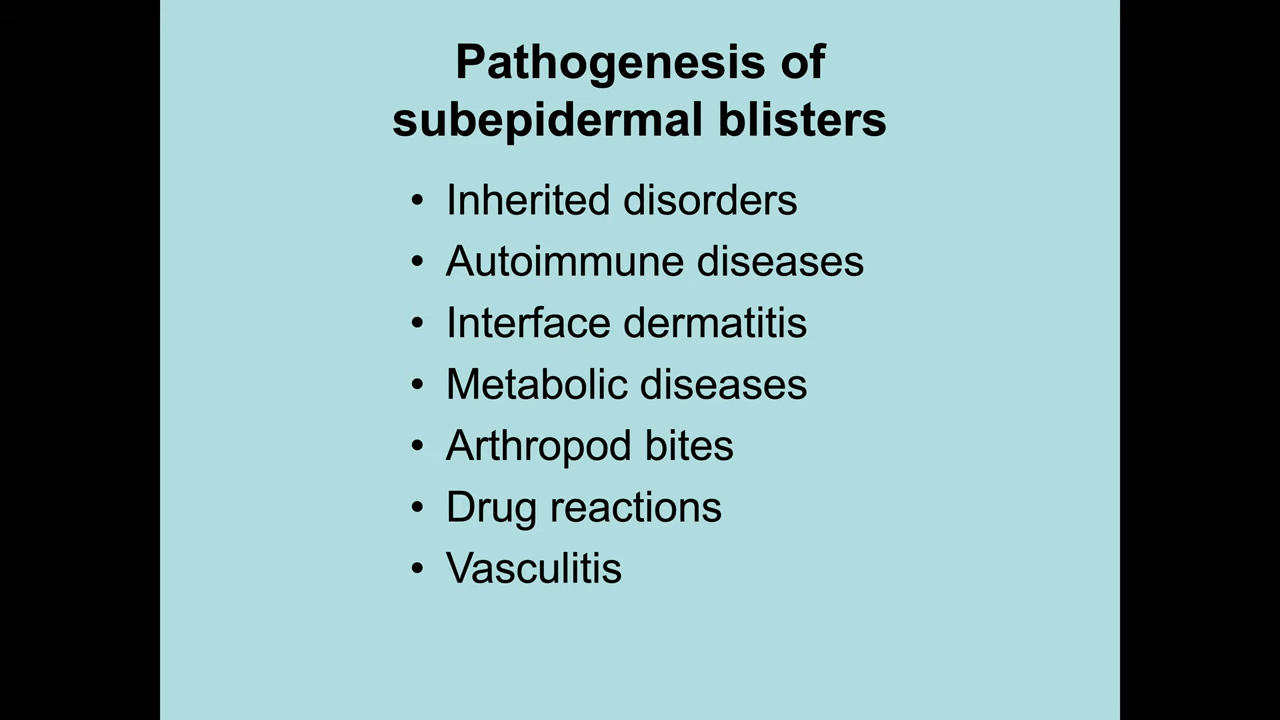 Pathogenesis of
subepidermal blisters
• Inherited disorders
• Autoimmune diseases
• Interface dermatitis
• Metabolic diseases
• Arthropod bites
• Drug reactions
• Vasculitis